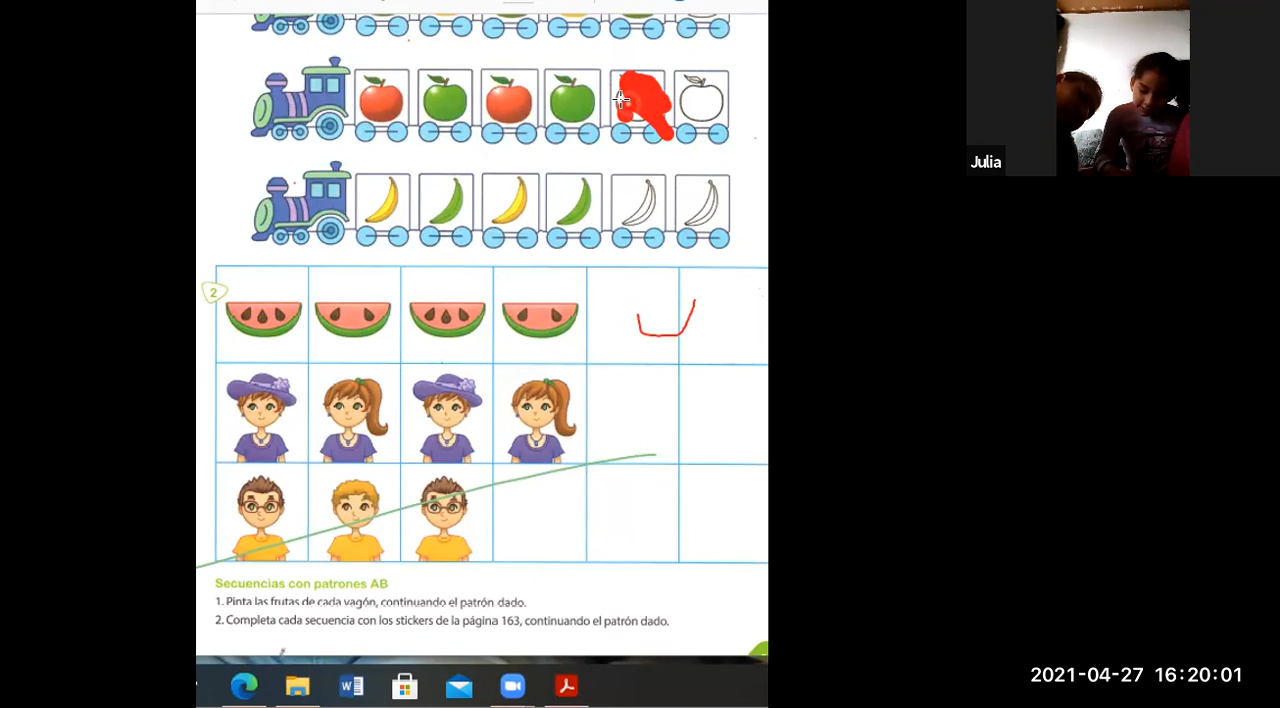 Julia
2
Secuencias con patrones AB
1. Pinta las frutas de cada vagón, continuando el patrón dado.
2. Completa cada secuencia con los stickers de la página 163, continuando el patrón dado.
2021-04-27 16:20:01